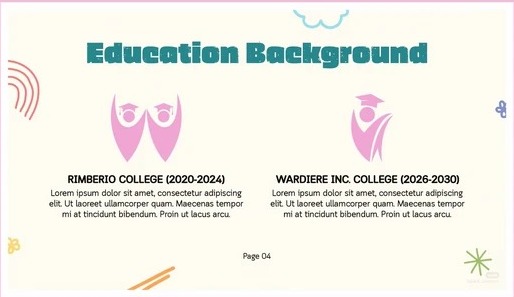 Education Background
RIMBERIO COLLEGE (2020-2024)
Lorem ipsum dolor sit amet, consectetur adipiscing
elit. Ut laoreet ullamcorper quam. Maecenas tempor
mi at tincidunt bibendum. Proin ut lacus arcu.
WARDIERE INC. COLLEGE (2026-2030)
Lorem ipsum dolor sit amet, consectetur adipiscing
elit. Ut laoreet ullamcorper quam. Maecenas tempor
mi at tincidunt bibendum. Proin ut lacus arcu.
Page 04